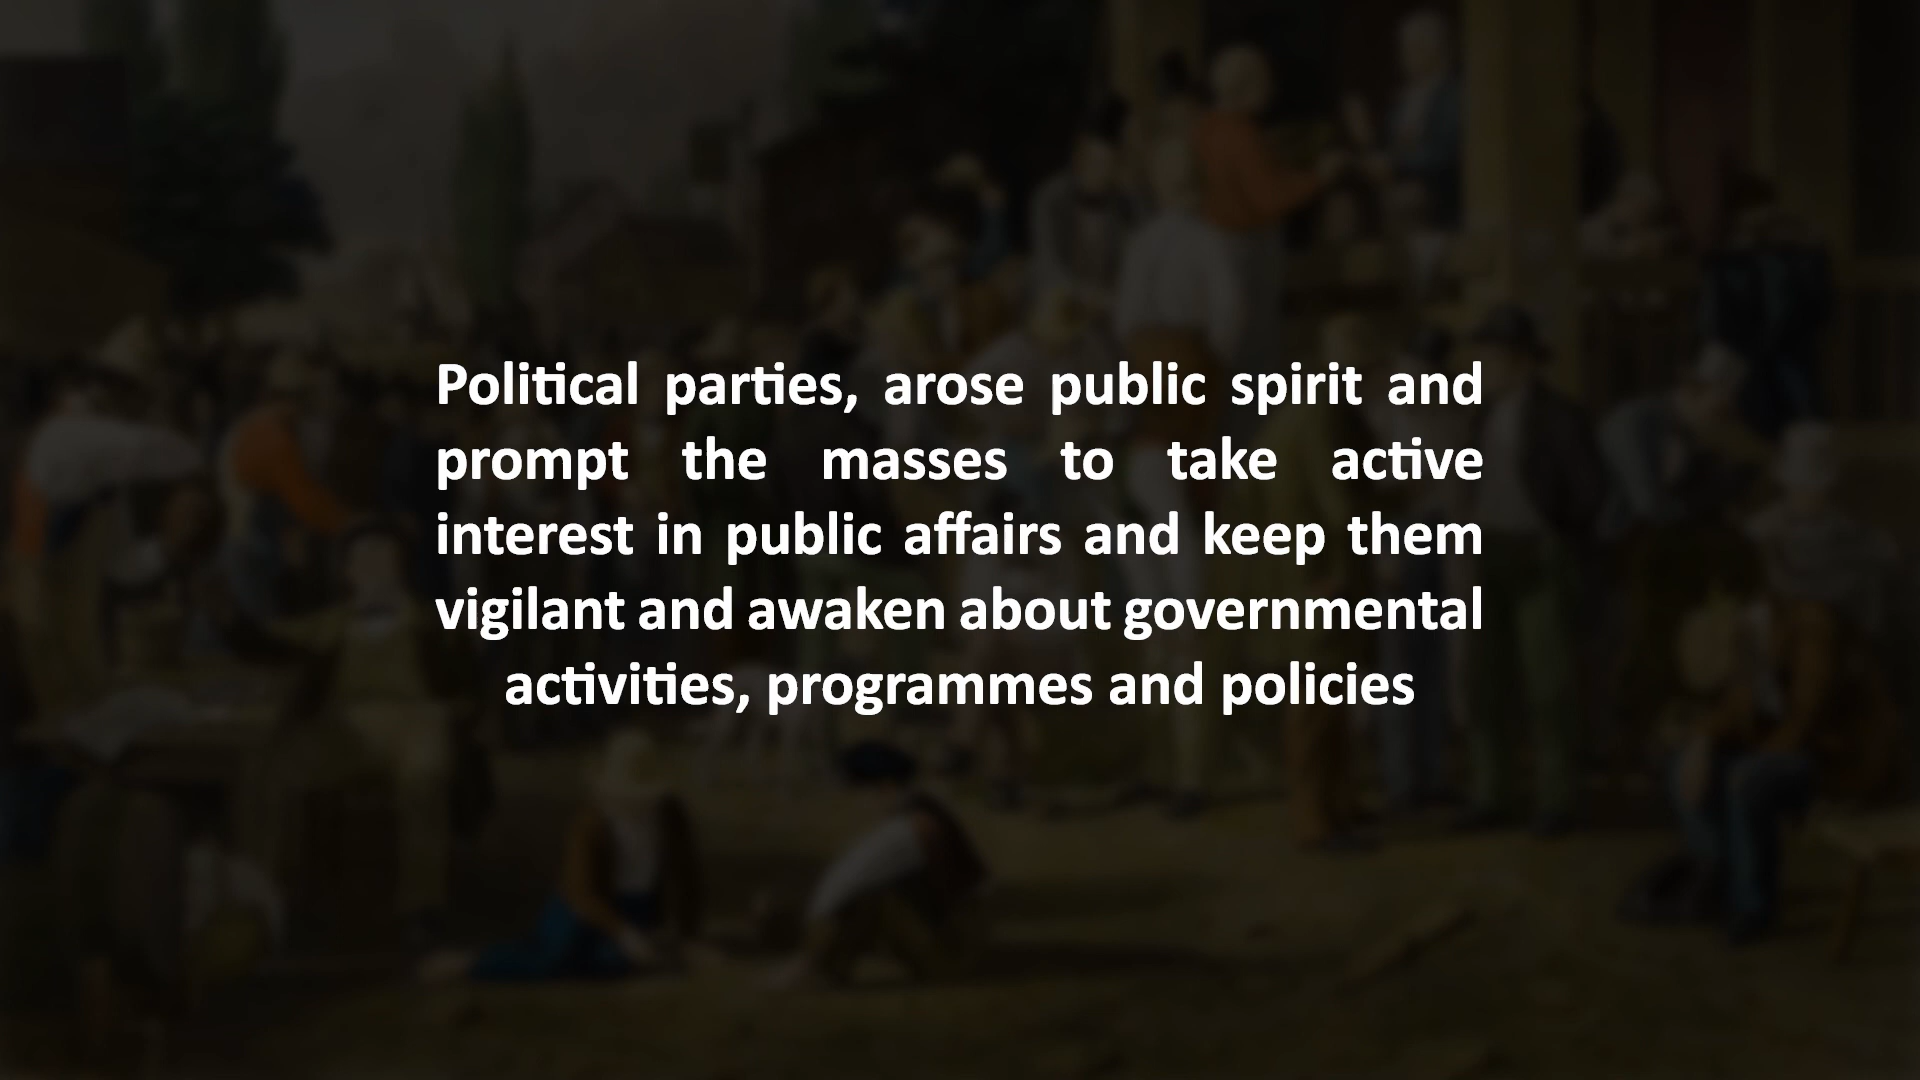 Political parties, arose public spirit and
prompt the masses to take active
interest in public affairs and keep them
vigilant and awaken about governmental
activities, programmes and policies